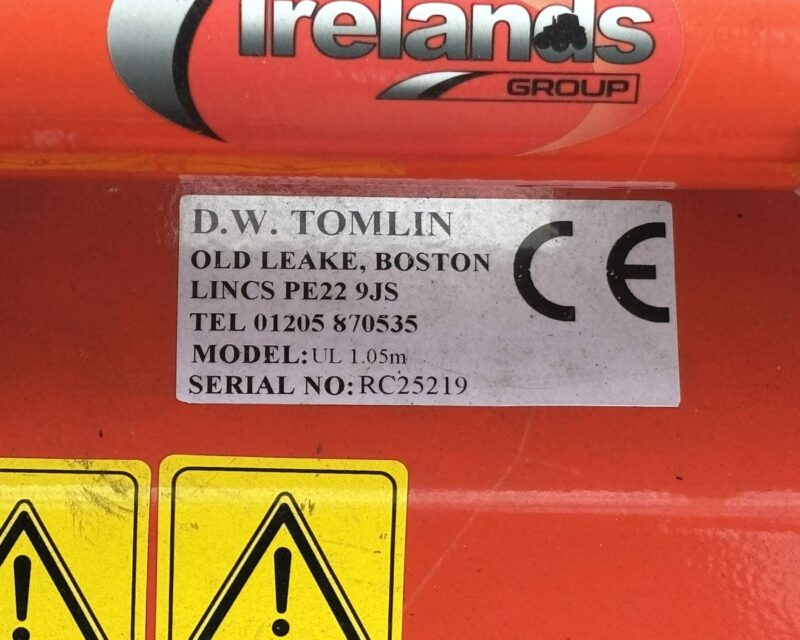 Irelands
GROUP
D.W. TOMLIN
OLD LEAKE, BOSTON
LINCS PE22 9JS
TEL 01205 870535
MODEL:UL 1.05m
SERIAL NO:RC25219
CE
!
!